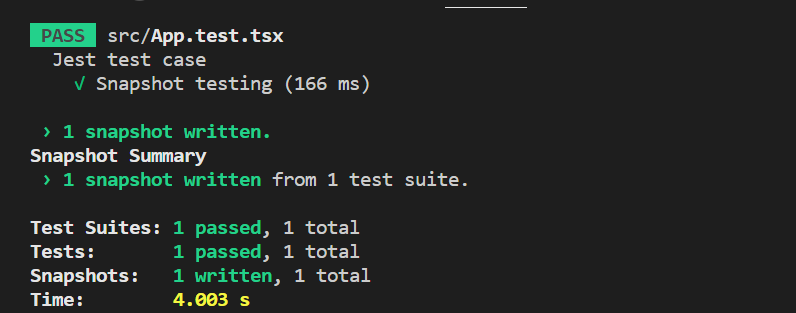 PASS src/App.test.tsx
Jest test case
√ Snapshot testing (166 ms)
› 1 snapshot written.
Snapshot Summary
› 1 snapshot written from 1 test suite.
Test Suites: 1 passed, 1 total
Tests: 1 passed, 1 total
Snapshots: 1 written, 1 total
Time: 4.003 s